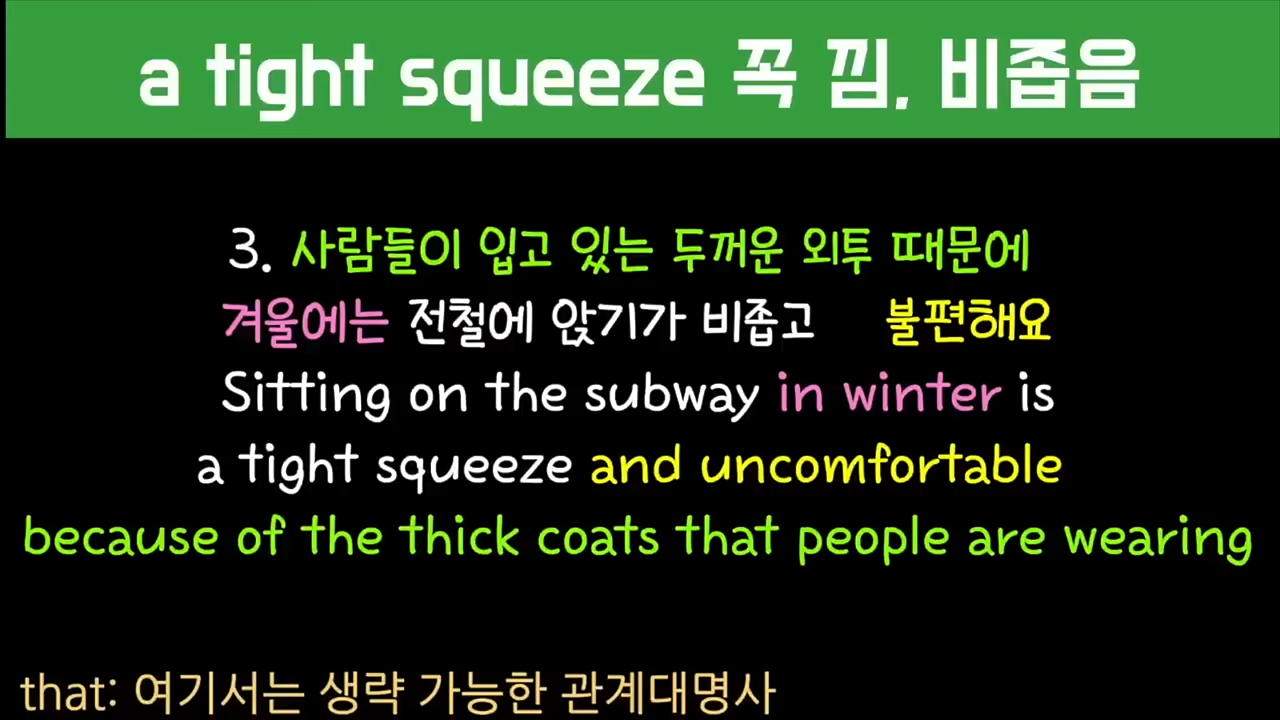 a tight squeeze 꼭 낌, 비좁음
3. 사람들이 입고 있는 두꺼운 외투 때문에
겨울에는 전철에 앉기가 비좁고 불편해요
Sitting on the subway in winter is
a tight squeeze and uncomfortable
because of the thick coats that people are wearing
that: 여기서는 생략 가능한 관계대명사